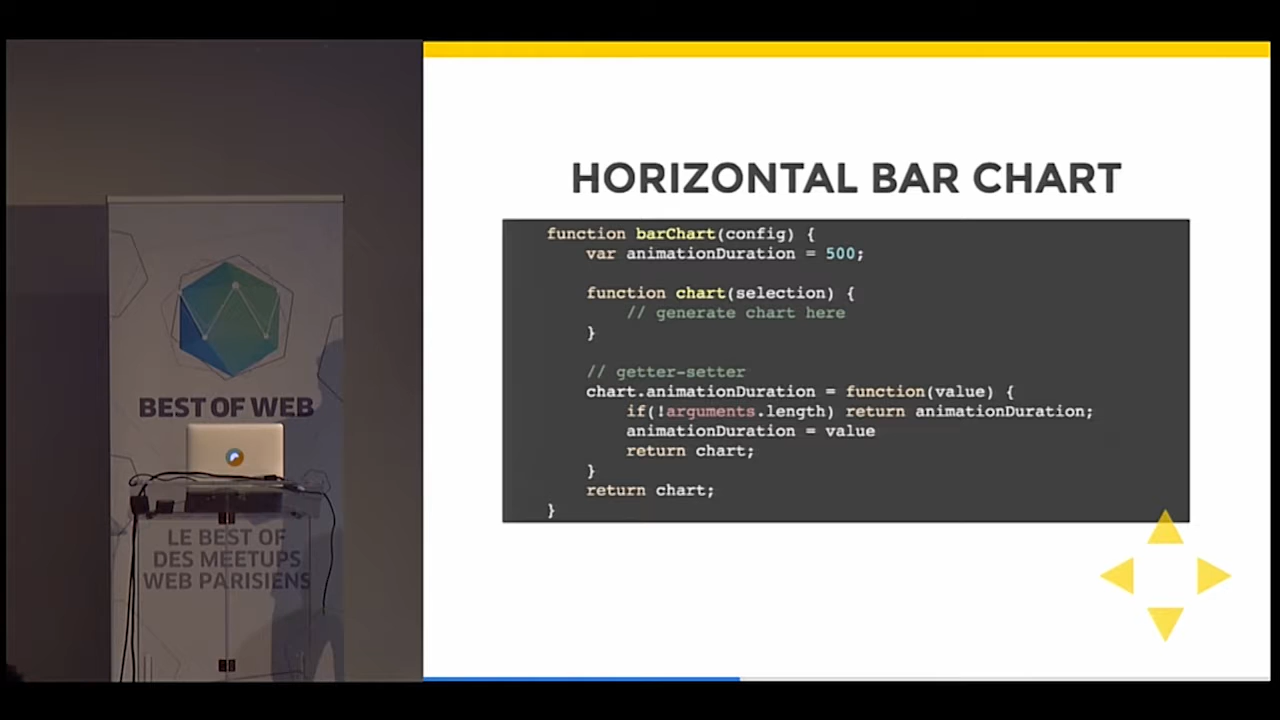 BEST OF WEB
LE BEST OF
DES MEETUPS
WEB PARISIENS
HORIZONTAL BAR CHART
function barChart(config) {
    var animationDuration = 500;
    function chart(selection) {
        // generate chart here
    }
    // getter-setter
    chart.animationDuration = function(value) {
        if(!arguments.length) return animationDuration;
        animationDuration = value
        return chart;
    }
    return chart;
}